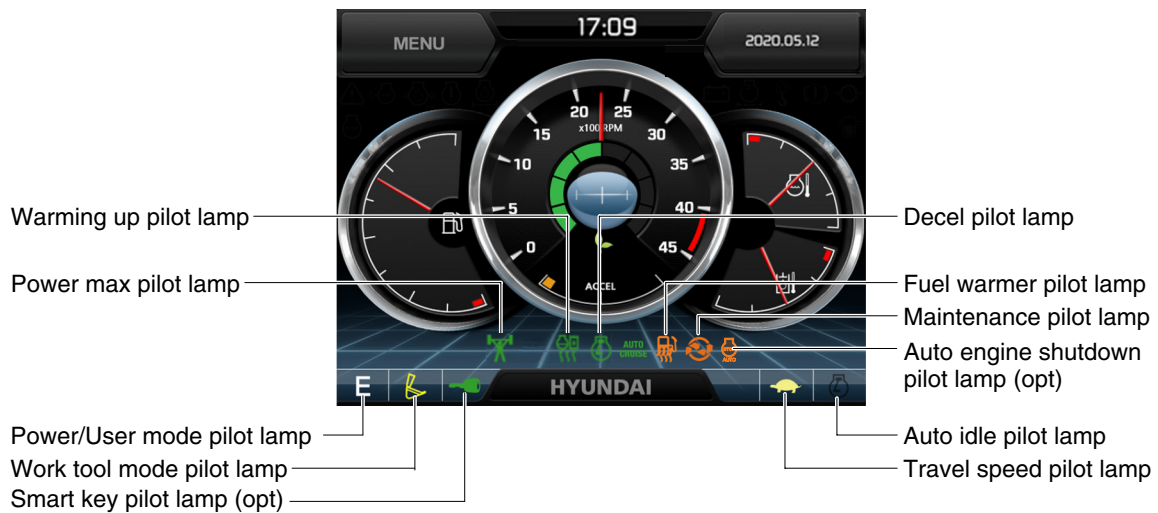 17:09
MENU
2020.05.12
20
25
x100 RPM
15
30
10
35
5
40
0
45
ACCEL
Warming up pilot lamp
Decel pilot lamp
Power max pilot lamp
Fuel warmer pilot lamp
Maintenance pilot lamp
AUTO
CRUISE
Auto engine shutdown
pilot lamp (opt)
AUTO
E
HYUNDAI
Power/User mode pilot lamp
Auto idle pilot lamp
Work tool mode pilot lamp
Travel speed pilot lamp
Smart key pilot lamp (opt)